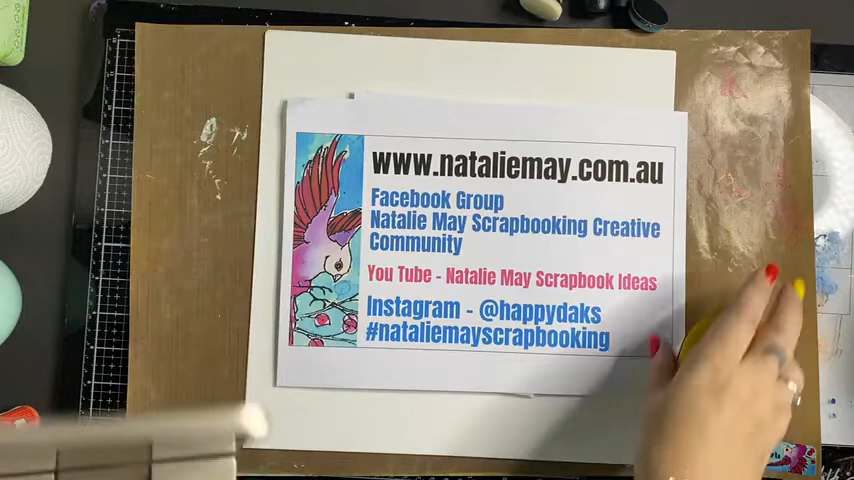 www.nataliemay.com.au
Facebook Group
Natalie May Scrapbooking Creative
Community
You Tube - Natalie May Scrapbook Ideas
Instagram - @happydaks
#nataliemayscrapbooking